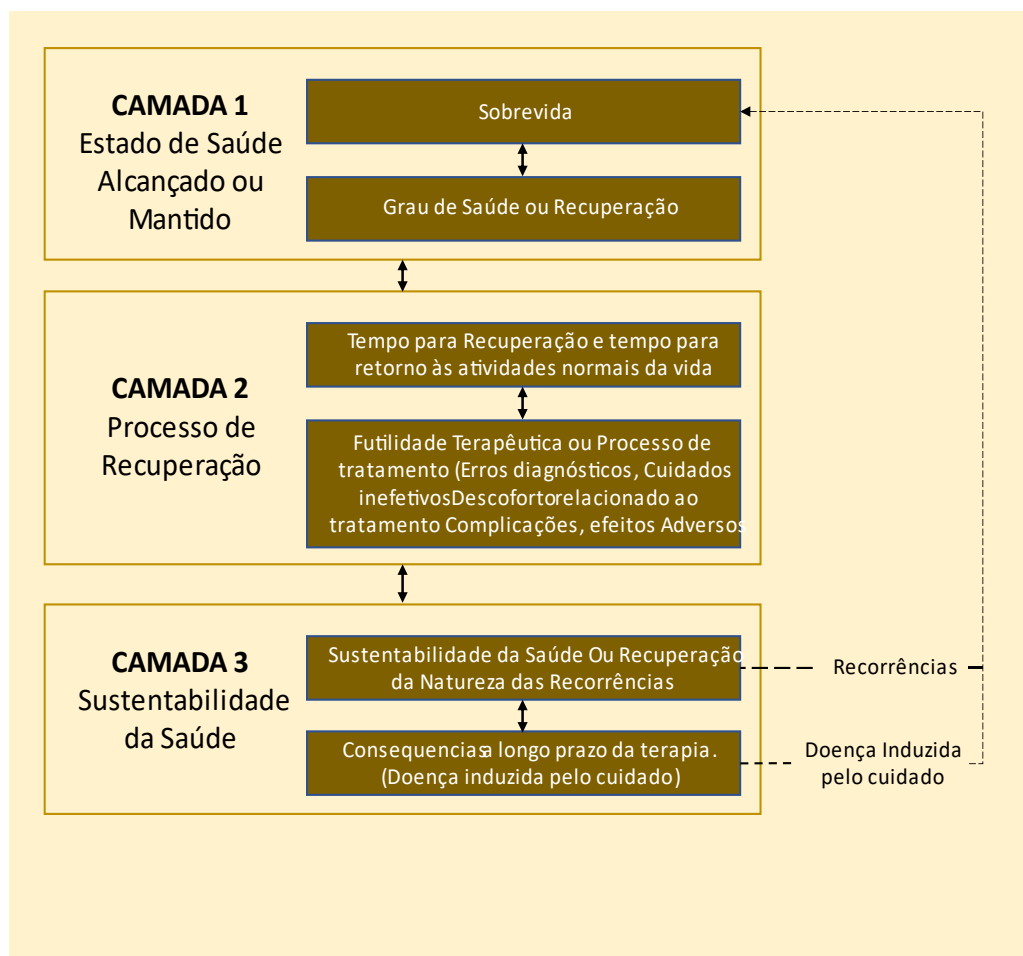 CAMADA 1
Estado de Saúde
Alcançado ou
Mantido
Sobrevida
Grau de Saúde ou Recuperação
CAMADA 2
Processo de
Recuperação
Tempo para Recuperação e tempo para
retorno às atividades normais da vida
Futilidade Terapêutica ou Processo de
tratamento (Erros diagnósticos, Cuidados
inefetivosDescofortorelacionado ao
tratamento Complicações, efeitos Adversos
CAMADA 3
Sustentabilidade
da Saúde
Sustentabilidade da Saúde Ou Recuperação
da Natureza das Recorrências
Consequencias a longo prazo da terapia.
(Doença induzida pelo cuidado)
Recorrências
Doença Induzida
pelo cuidado